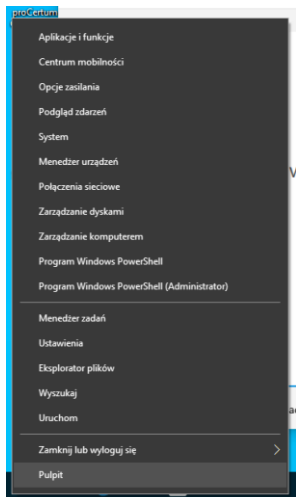 proCertum
Aplikacje i funkcje
Centrum mobilności
Opcje zasilania
Podgląd zdarzeń
System
Menedżer urządzeń
Połączenia sieciowe
Zarządzanie dyskami
Zarządzanie komputerem
Program Windows PowerShell
Program Windows PowerShell (Administrator)
Menedżer zadań
Ustawienia
Eksplorator plików
Wyszukaj
Uruchom
Zamknij lub wyloguj się
Pulpit